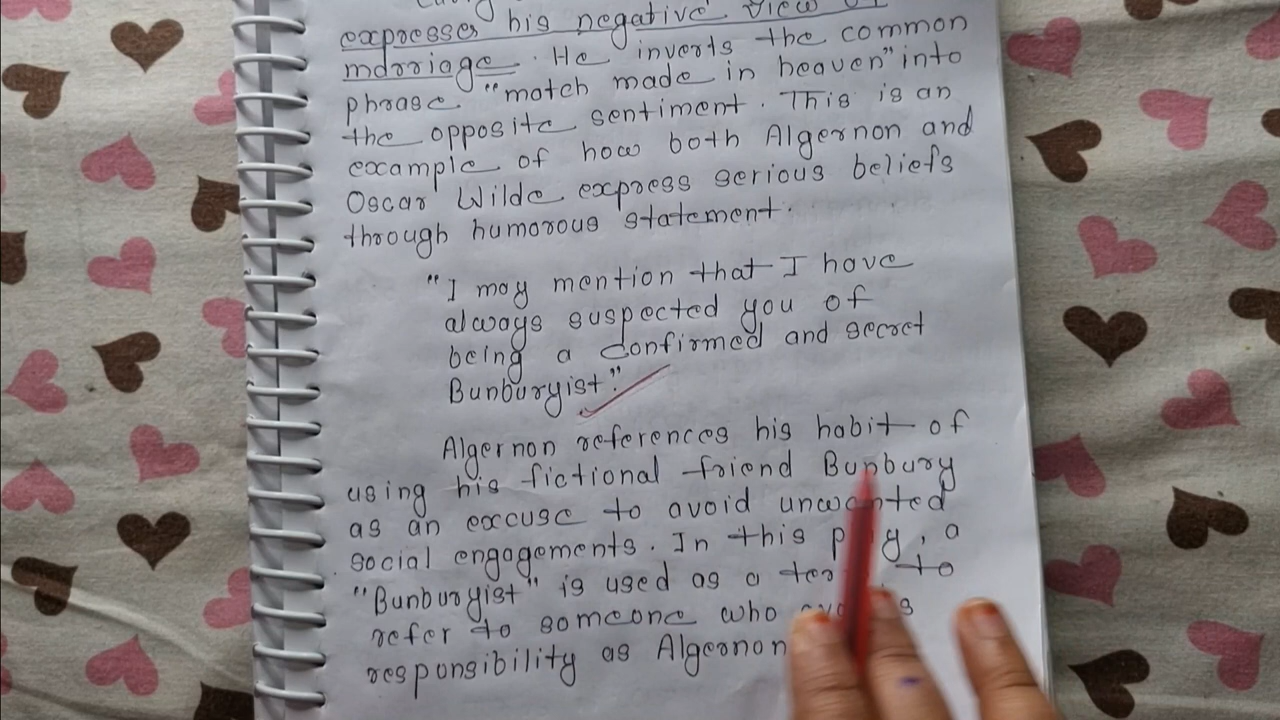 expresses his negative view of
marriage. He inverts the common
phrase "match made in heaven" into
the opposite sentiment. This is an
example of how both Algernon and
Oscar Wilde express serious beliefs
through humorous statement.
"I may mention that I have
always suspected you of
being a confirmed and secret
Bunburyist."
Algernon references his habit of
using his fictional friend Bunbury
as an excuse to avoid unwanted
social engagements. In this play, a
"Bunburyist" is used as a term to
refer to someone who
responsibility as Algernon